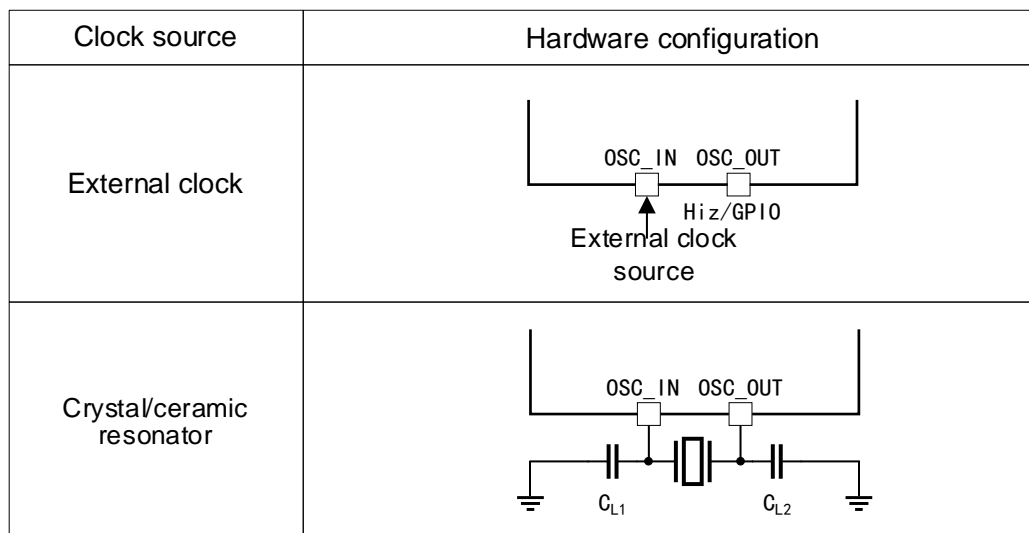 Clock source
Hardware configuration
External clock
OSC_IN OSC_OUT
Hiz/GPIO
External clock
source
Crystal/ceramic
resonator
OSC_IN OSC_OUT
CL1
CL2